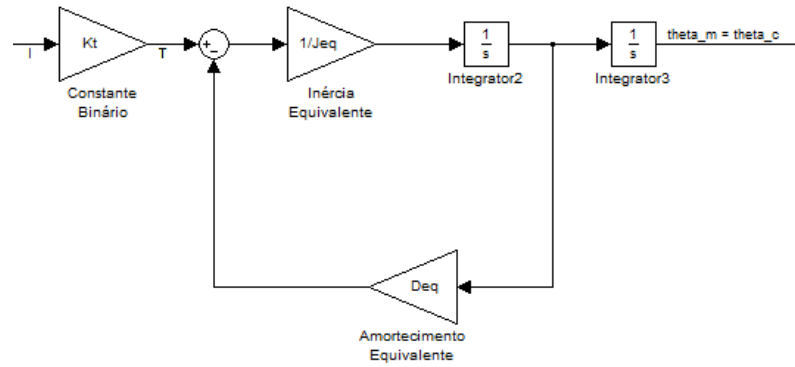 Kt
I
T
Constante
Binário
+
-
1/Jeq
Inércia
Equivalente
1
s
Integrator2
1
s
Integrator3
theta_m = theta_c
Deq
Amortecimento
Equivalente